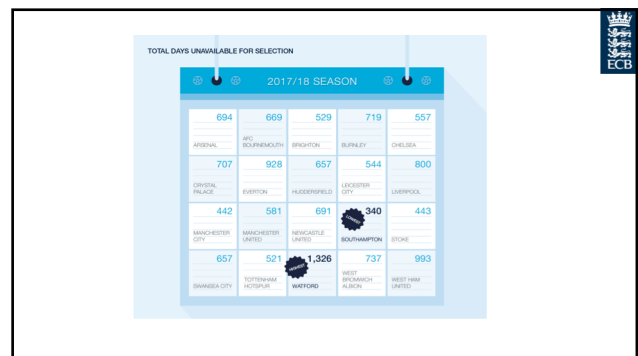 TOTAL DAYS UNAVAILABLE FOR SELECTION
ECB
2017/18 SEASON
694
ARSENAL
669
AFC
BOURNEMOUTH
529
BRIGHTON
719
BURNLEY
557
CHELSEA
707
CRYSTAL
PALACE
928
EVERTON
657
HUDDERSFIELD
544
LEICESTER
CITY
800
LIVERPOOL
442
MANCHESTER
CITY
581
MANCHESTER
UNITED
691
NEWCASTLE
UNITED
LOWEST
340
SOUTHAMPTON
443
STOKE
657
SWANSEA CITY
521
TOTTENHAM
HOTSPUR
HIGHEST
1,326
WATFORD
737
WEST
BROMWICH
ALBION
993
WEST HAM
UNITED